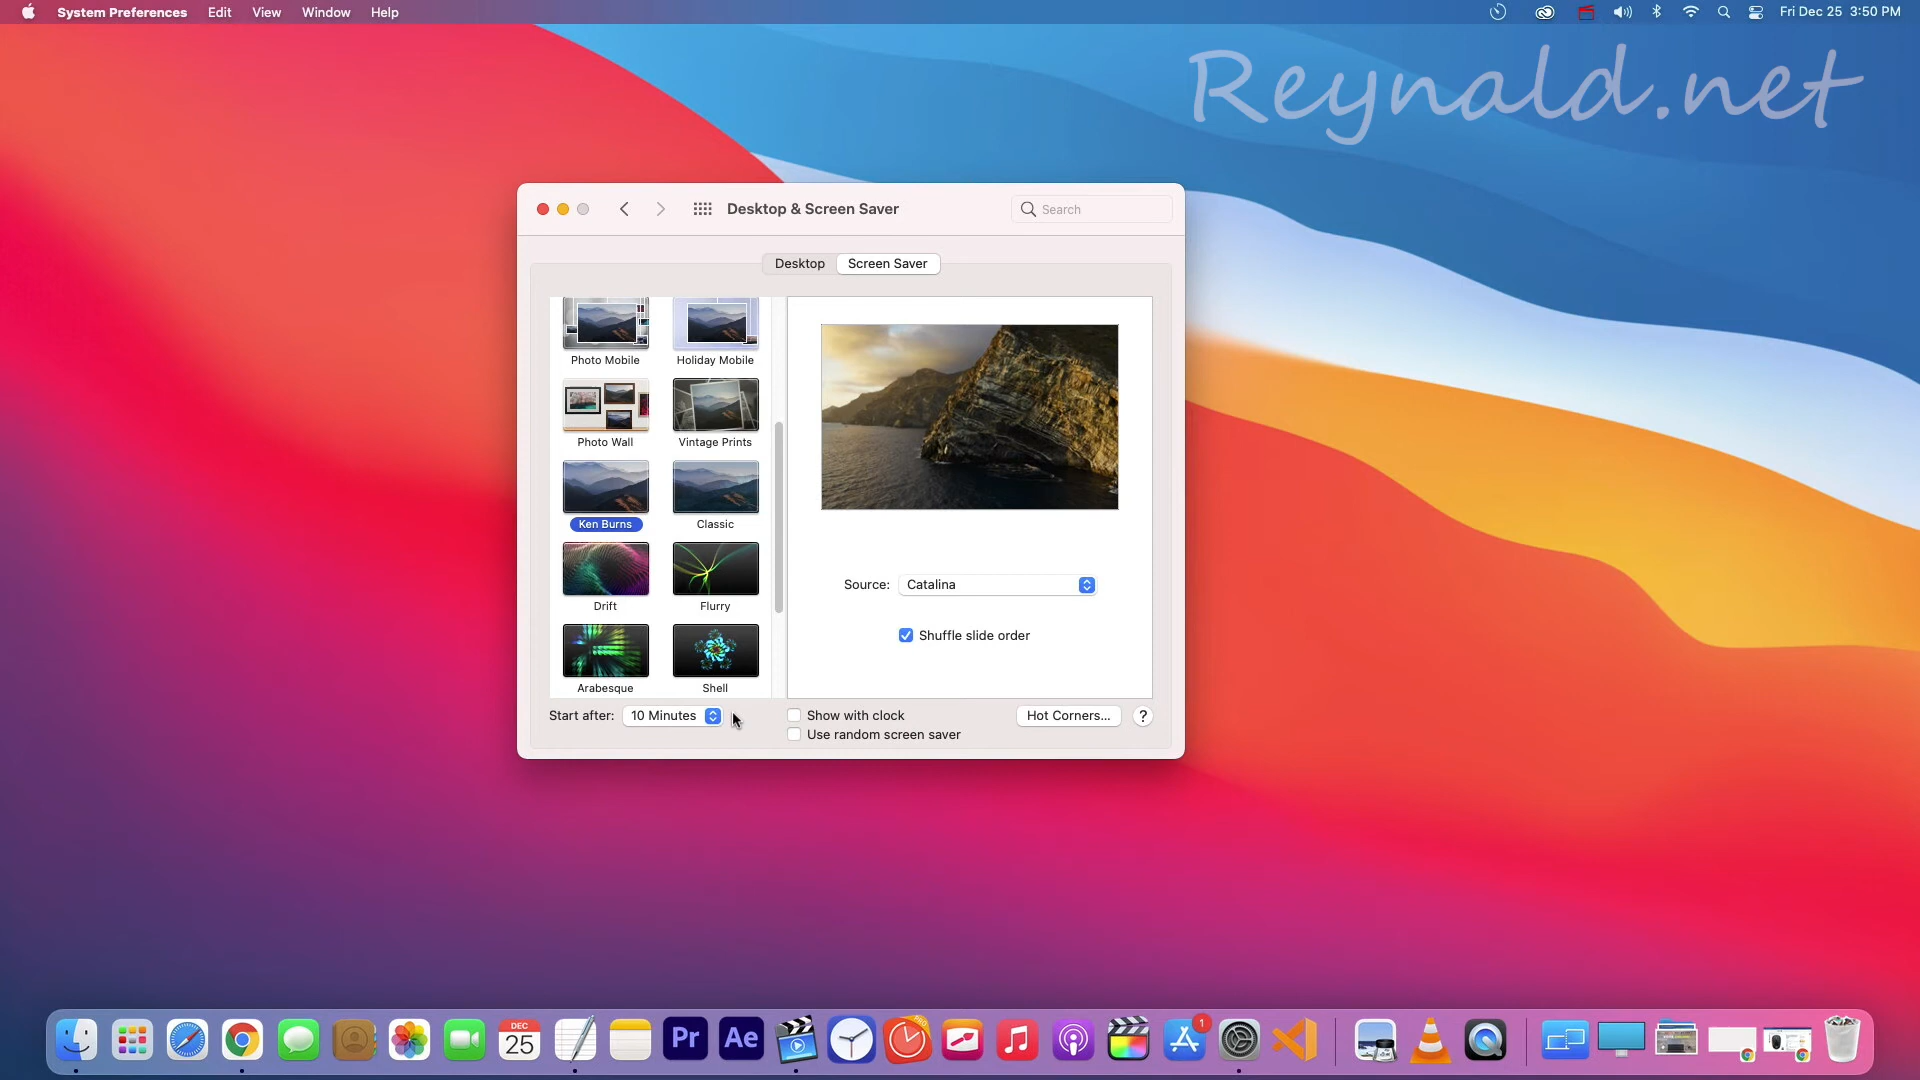 System Preferences Edit View Window Help
Fri Dec 25 3:50 PM
Reynald.net
Desktop & Screen Saver
Search
Desktop Screen Saver
Photo Mobile Holiday Mobile
Photo Wall Vintage Prints
Ken Burns Classic
Drift Flurry
Arabesque Shell
Source: Catalina
Shuffle slide order
Start after: 10 Minutes
Show with clock
Use random screen saver
Hot Corners... ?
DEC
25
Pr
Ae
1